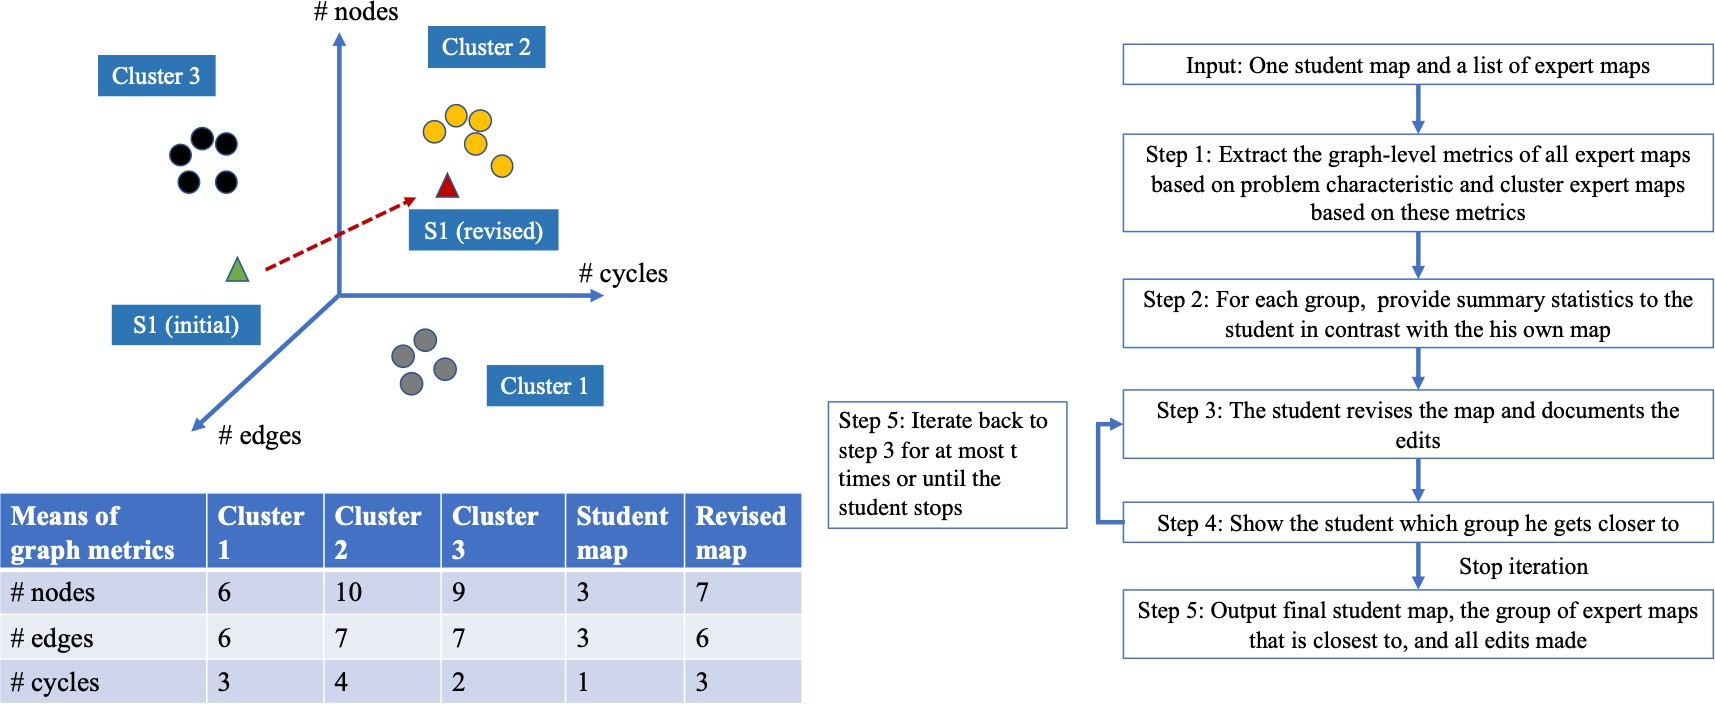 # nodes
Cluster 2
Cluster 3
S1 (revised)
# cycles
S1 (initial)
Cluster 1
# edges
Means of graph metrics | Cluster 1 | Cluster 2 | Cluster 3 | Student map | Revised map
# nodes | 6 | 10 | 9 | 3 | 7
# edges | 6 | 7 | 7 | 3 | 6
# cycles | 3 | 4 | 2 | 1 | 3
Input: One student map and a list of expert maps
Step 1: Extract the graph-level metrics of all expert maps
based on problem characteristic and cluster expert maps
based on these metrics
Step 2: For each group,  provide summary statistics to the
student in contrast with the his own map
Step 3: The student revises the map and documents the
edits
Step 4: Show the student which group he gets closer to
Step 5: Iterate back to
step 3 for at most t
times or until the
student stops
Stop iteration
Step 5: Output final student map, the group of expert maps
that is closest to, and all edits made